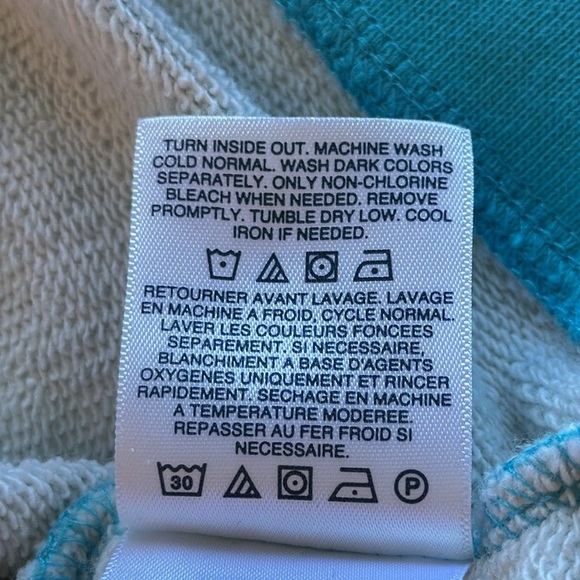 TURN INSIDE OUT. MACHINE WASH
COLD NORMAL. WASH DARK COLORS
SEPARATELY. ONLY NON-CHLORINE
BLEACH WHEN NEEDED. REMOVE
PROMPTLY. TUMBLE DRY LOW. COOL
IRON IF NEEDED.
RETOURNER AVANT LAVAGE. LAVAGE
EN MACHINE A FROID, CYCLE NORMAL.
LAVER LES COULEURS FONCEES
SEPAREMENT. SI NECESSAIRE,
BLANCHIMENT A BASE D'AGENTS
OXYGENES UNIQUEMENT ET RINCER
RAPIDEMENT. SECHAGE EN MACHINE
A TEMPERATURE MODEREE.
REPASSER AU FER FROID SI
NECESSAIRE.
30 P